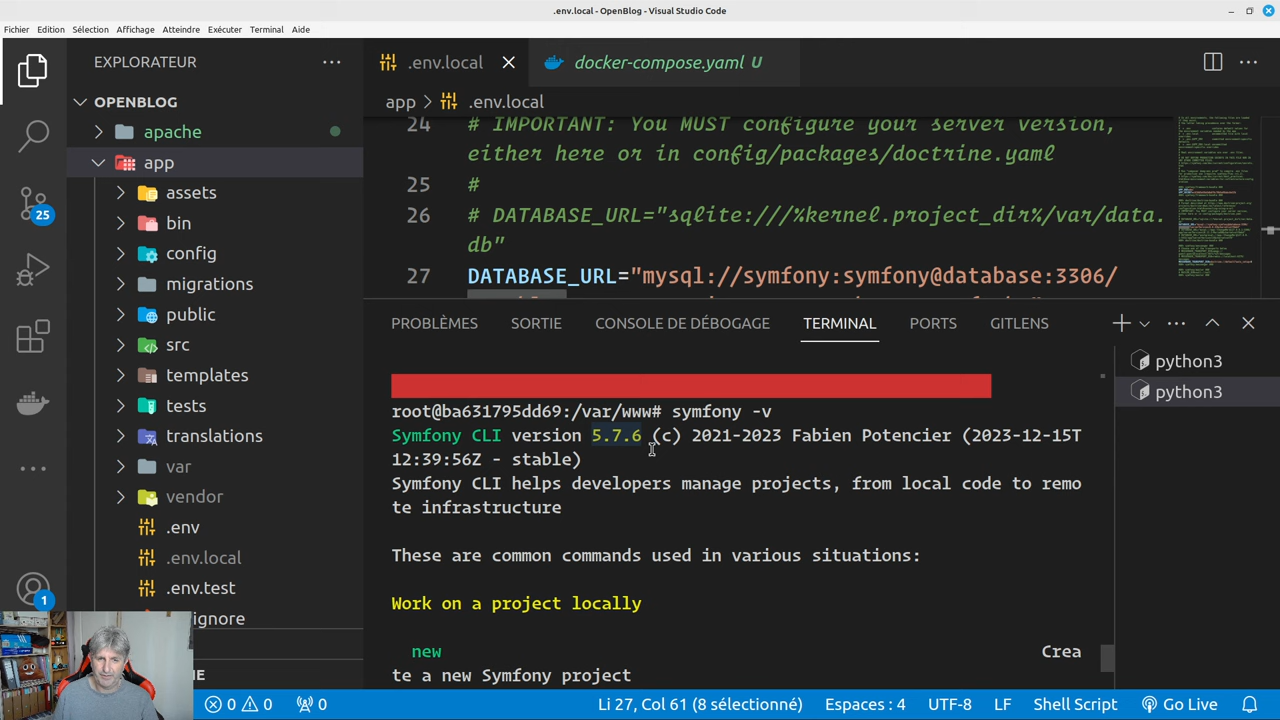 .env.local - OpenBlog - Visual Studio Code
Fichier Edition Sélection Affichage Atteindre Exécuter Terminal Aide
EXPLORATEUR
.env.local
docker-compose.yaml U
OPENBLOG
apache
app
assets
bin
config
migrations
public
src
templates
tests
translations
var
vendor
.env
.env.local
.env.test
ignore
25
1
app > .env.local
24 # IMPORTANT: You MUST configure your server version,
either here or in config/packages/doctrine.yaml
25 #
26 # DATABASE_URL="sqlite:///%kernel.project_dir%/var/data.
db"
27 DATABASE_URL="mysql://symfony:symfony@database:3306/
PROBLÈMES SORTIE CONSOLE DE DÉBOGAGE TERMINAL PORTS GITLENS
python3
python3
root@ba631795dd69:/var/www# symfony -v
Symfony CLI version 5.7.6 (c) 2021-2023 Fabien Potencier (2023-12-15T
12:39:56Z - stable)
Symfony CLI helps developers manage projects, from local code to remo
te infrastructure
These are common commands used in various situations:
Work on a project locally
new Crea
te a new Symfony project
0 0 0 Li 27, Col 61 (8 sélectionné) Espaces : 4 UTF-8 LF Shell Script Go Live